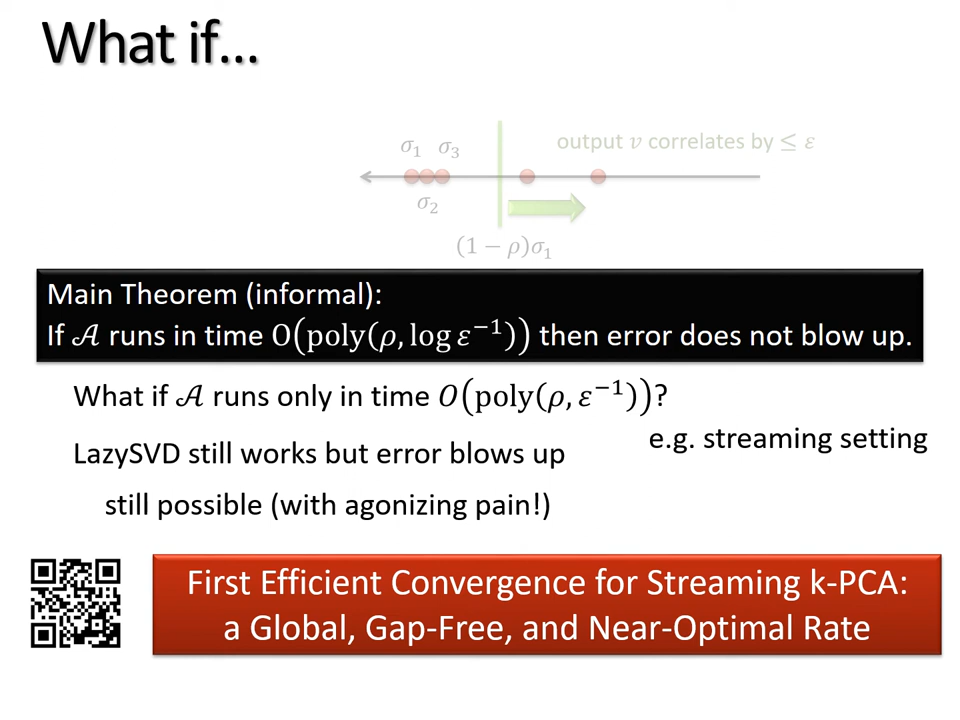 What if...
σ₁ σ₃ output v correlates by ≤ ε
σ₂
(1 − ρ)σ₁
Main Theorem (informal):
If 𝒜 runs in time O(poly(ρ, log ε⁻¹)) then error does not blow up.
What if 𝒜 runs only in time O(poly(ρ, ε⁻¹))?
e.g. streaming setting
LazySVD still works but error blows up
still possible (with agonizing pain!)
First Efficient Convergence for Streaming k-PCA:
a Global, Gap-Free, and Near-Optimal Rate